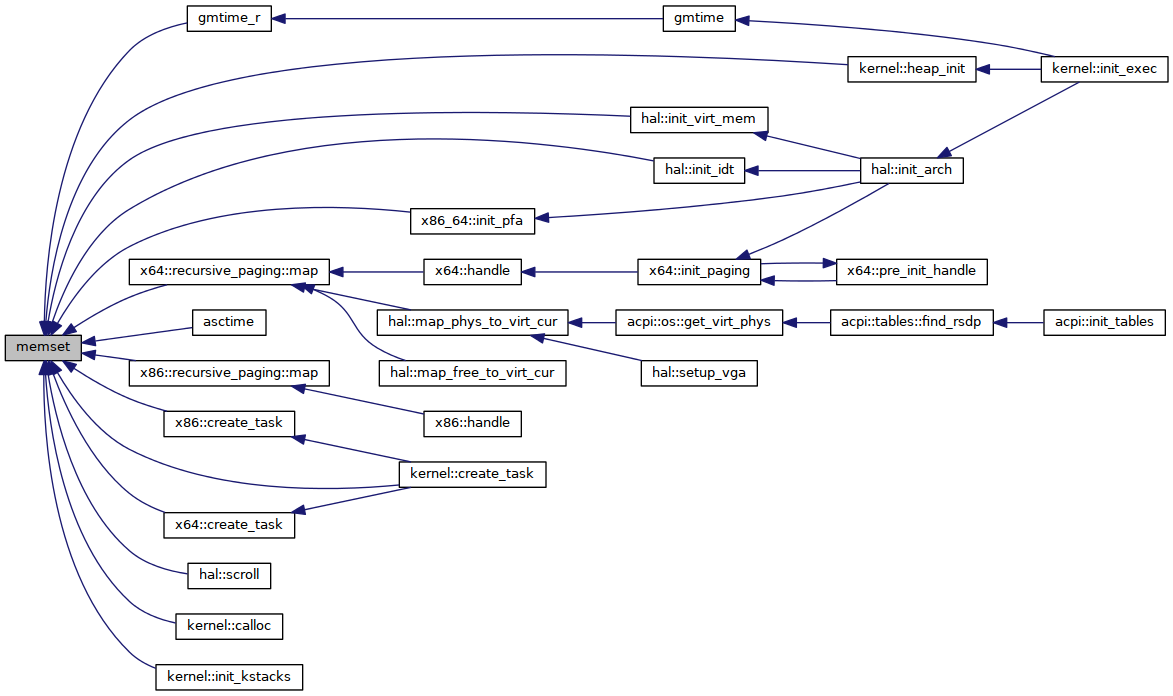 gmtime_r
gmtime
kernel::heap_init
kernel::init_exec
hal::init_virt_mem
hal::init_idt
hal::init_arch
x86_64::init_pfa
x64::recursive_paging::map
x64::handle
x64::init_paging
x64::pre_init_handle
asctime
hal::map_phys_to_virt_cur
acpi::os::get_virt_phys
acpi::tables::find_rsdp
acpi::init_tables
memset
x86::recursive_paging::map
hal::map_free_to_virt_cur
hal::setup_vga
x86::create_task
x86::handle
kernel::create_task
x64::create_task
hal::scroll
kernel::calloc
kernel::init_kstacks